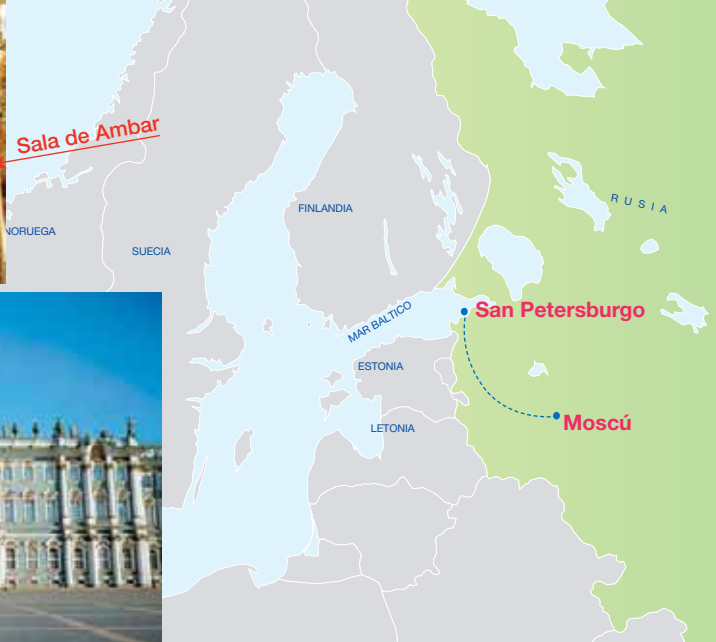 Sala de Ambar
RUSIA
FINLANDIA
NORUEGA
SUECIA
MAR BALTICO
San Petersburgo
ESTONIA
Moscú
LETONIA